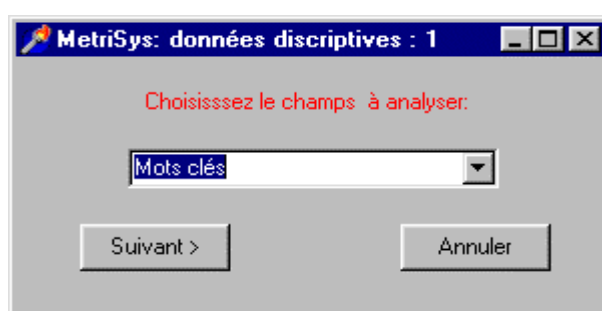 MetriSys: données discriptives : 1
Choisisssez le champs à analyser:
Mots clés
Suivant > Annuler